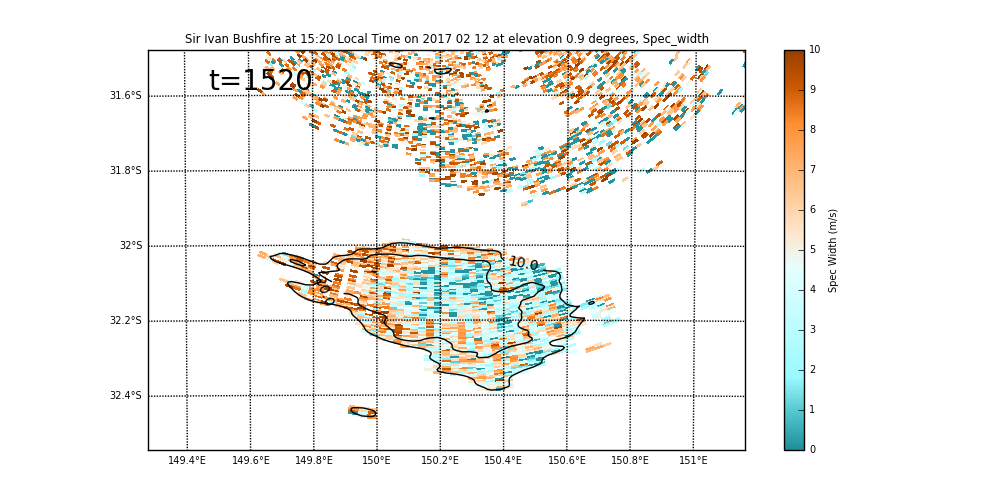 Sir Ivan Bushfire at 15:20 Local Time on 2017 02 12 at elevation 0.9 degrees, Spec_width
t=1520
31.6°S
31.8°S
32°S
32.2°S
32.4°S
10.0
149.4°E 149.6°E 149.8°E 150°E 150.2°E 150.4°E 150.6°E 150.8°E 151°E
10
9
8
7
6
5
4
3
2
1
0
Spec Width (m/s)